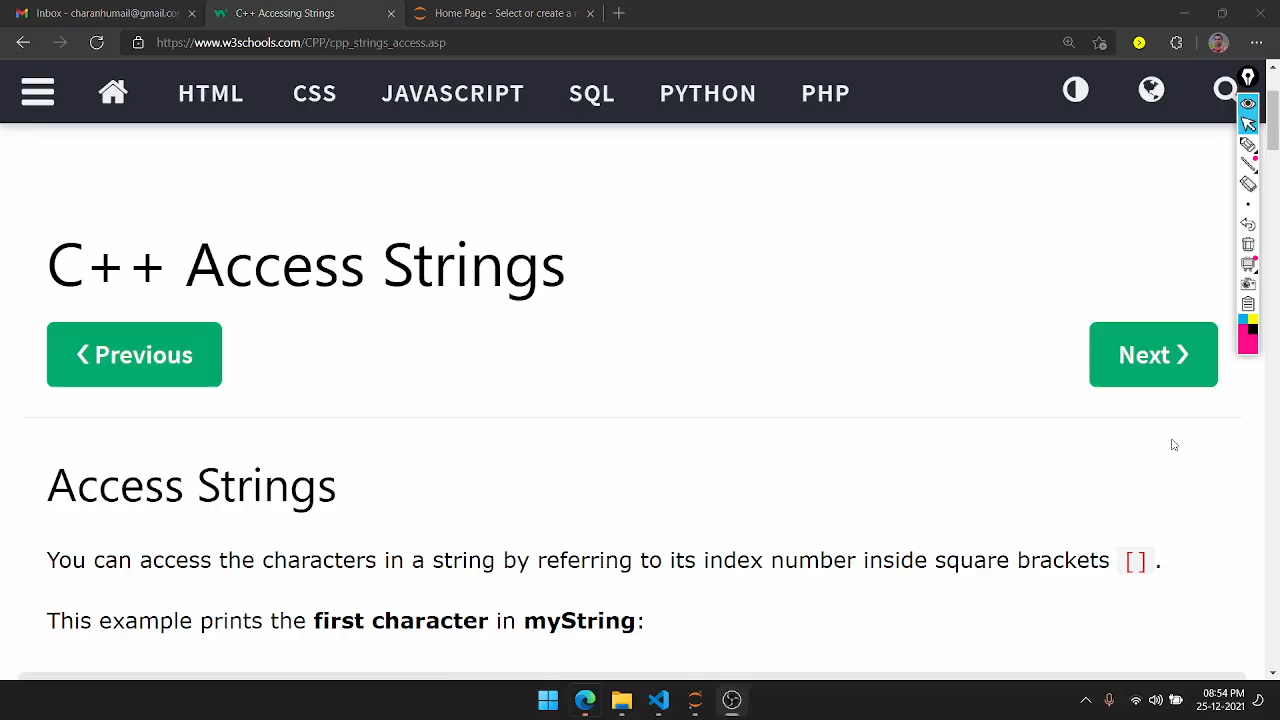 Inbox - charanhumail@gmail.co
C++ Accessing Strings
Home Page - Select or create a n
https://www.w3schools.com/CPP/cpp_strings_access.asp
HTML CSS JAVASCRIPT SQL PYTHON PHP
C++ Access Strings
❮ Previous
Next ❯
Access Strings
You can access the characters in a string by referring to its index number inside square brackets [].
This example prints the first character in myString:
08:54 PM
25-12-2021